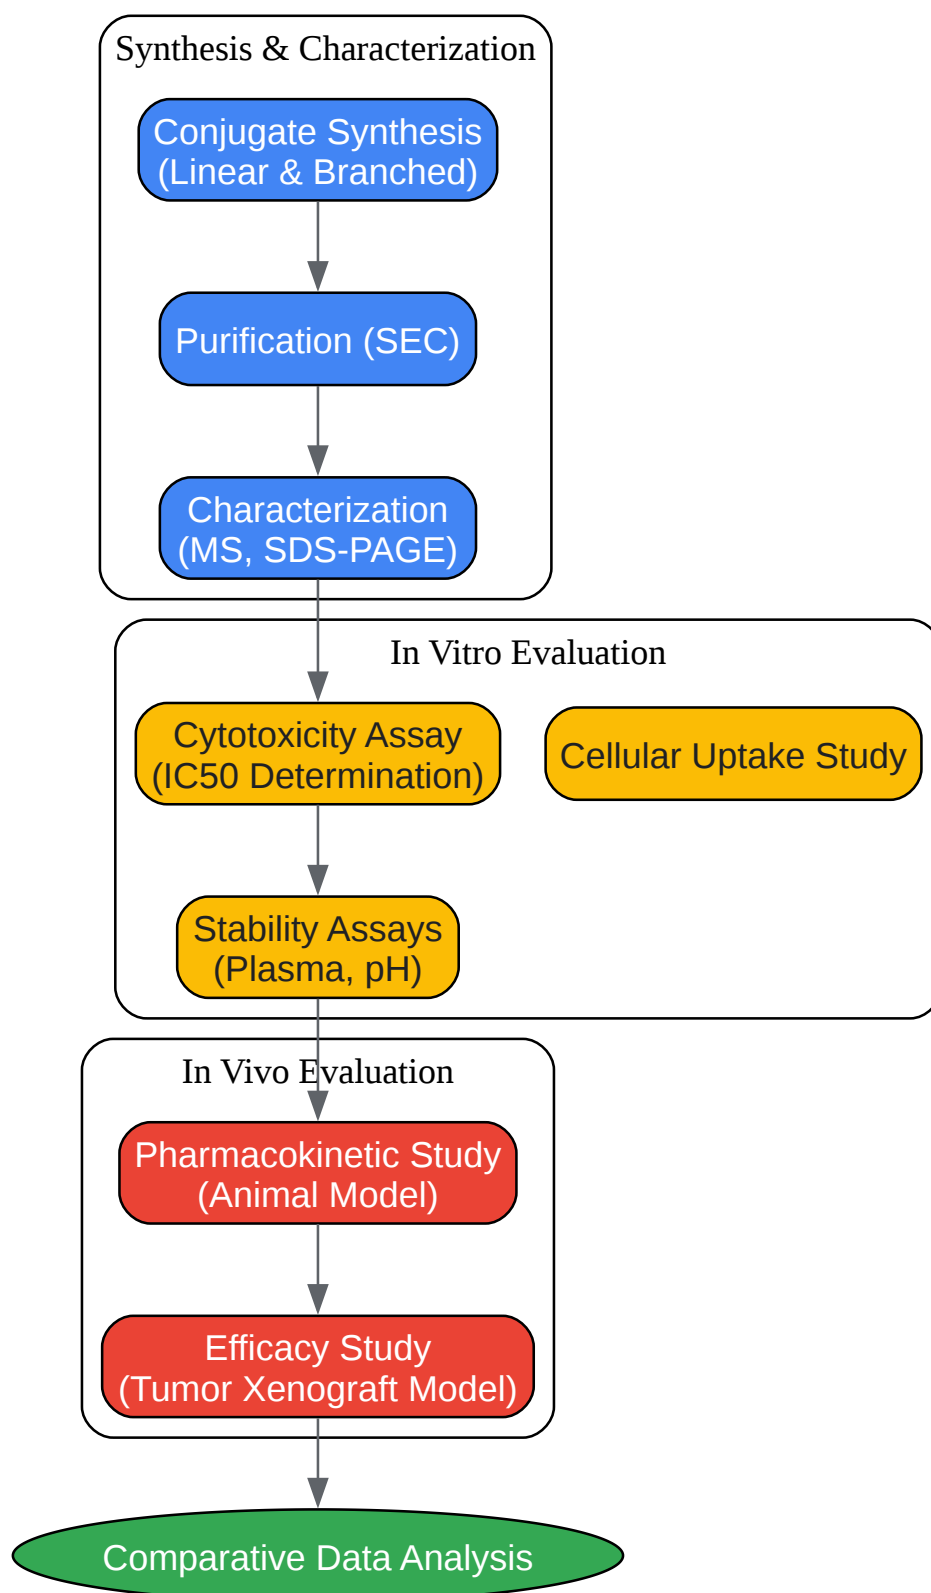 Synthesis & Characterization
Conjugate Synthesis
(Linear & Branched)
Purification (SEC)
Characterization
(MS, SDS-PAGE)
In Vitro Evaluation
Cytotoxicity Assay
(IC50 Determination)
Cellular Uptake Study
Stability Assays
(Plasma, pH)
In Vivo Evaluation
Pharmacokinetic Study
(Animal Model)
Efficacy Study
(Tumor Xenograft Model)
Comparative Data Analysis